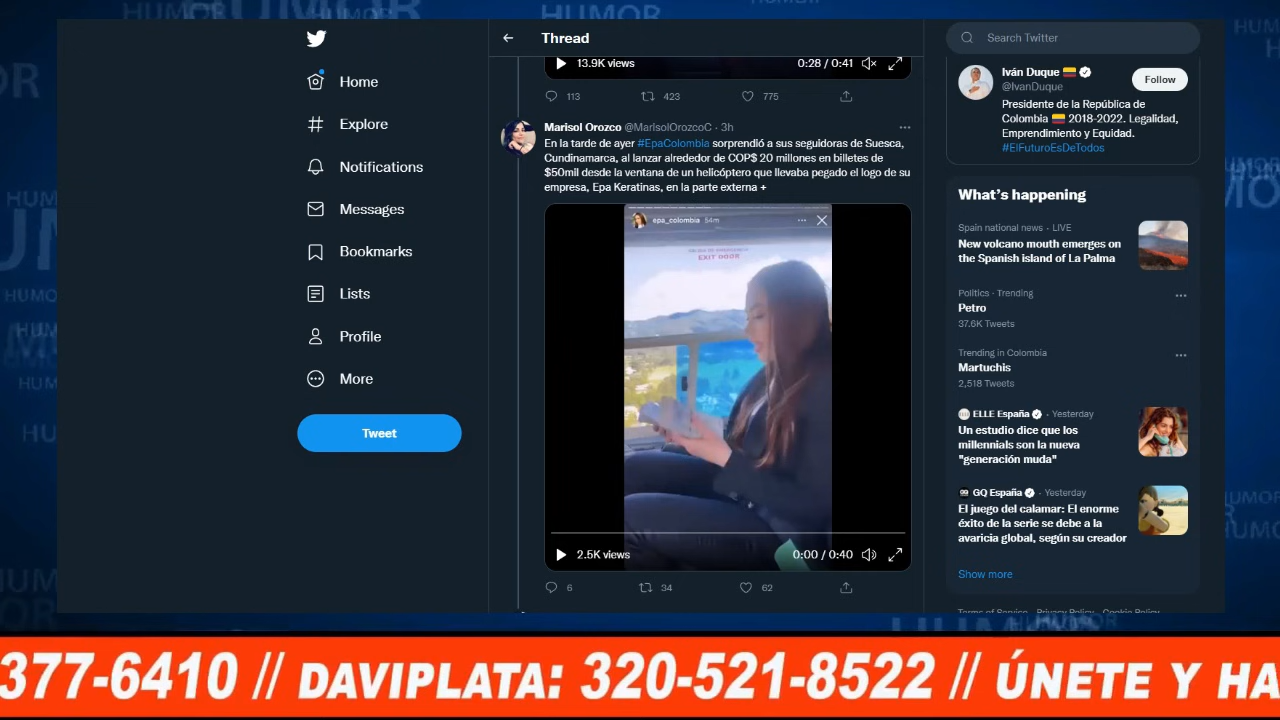 HUMOR
HUMOR
Home
Explore
Notifications
Messages
Bookmarks
Lists
Profile
More
Tweet
Thread
13.9K views
0:28 / 0:41
113
423
775
Marisol Orozco @MarisolOrozcoC · 3h
En la tarde de ayer #EpaColombia sorprendió a sus seguidoras de Suesca,
Cundinamarca, al lanzar alrededor de COP$ 20 millones en billetes de
$50mil desde la ventana de un helicóptero que llevaba pegado el logo de su
empresa, Epa Keratinas, en la parte externa +
epa_colombia 54m
EXIT DOOR
2.5K views
0:00 / 0:40
6
34
62
Search Twitter
Iván Duque
@IvanDuque
Follow
Presidente de la República de
Colombia 2018-2022. Legalidad,
Emprendimiento y Equidad.
#ElFuturoEsDeTodos
What's happening
Spain national news · LIVE
New volcano mouth emerges on
the Spanish island of La Palma
Politics · Trending
Petro
37.6K Tweets
Trending in Colombia
Martuchis
2,518 Tweets
ELLE España · Yesterday
Un estudio dice que los
millennials son la nueva
"generación muda"
GQ España · Yesterday
El juego del calamar: El enorme
éxito de la serie se debe a la
avaricia global, según su creador
Show more
Terms of Service Privacy Policy Cookie Policy
377-6410 // DAVIPLATA: 320-521-8522 // ÚNETE Y HA